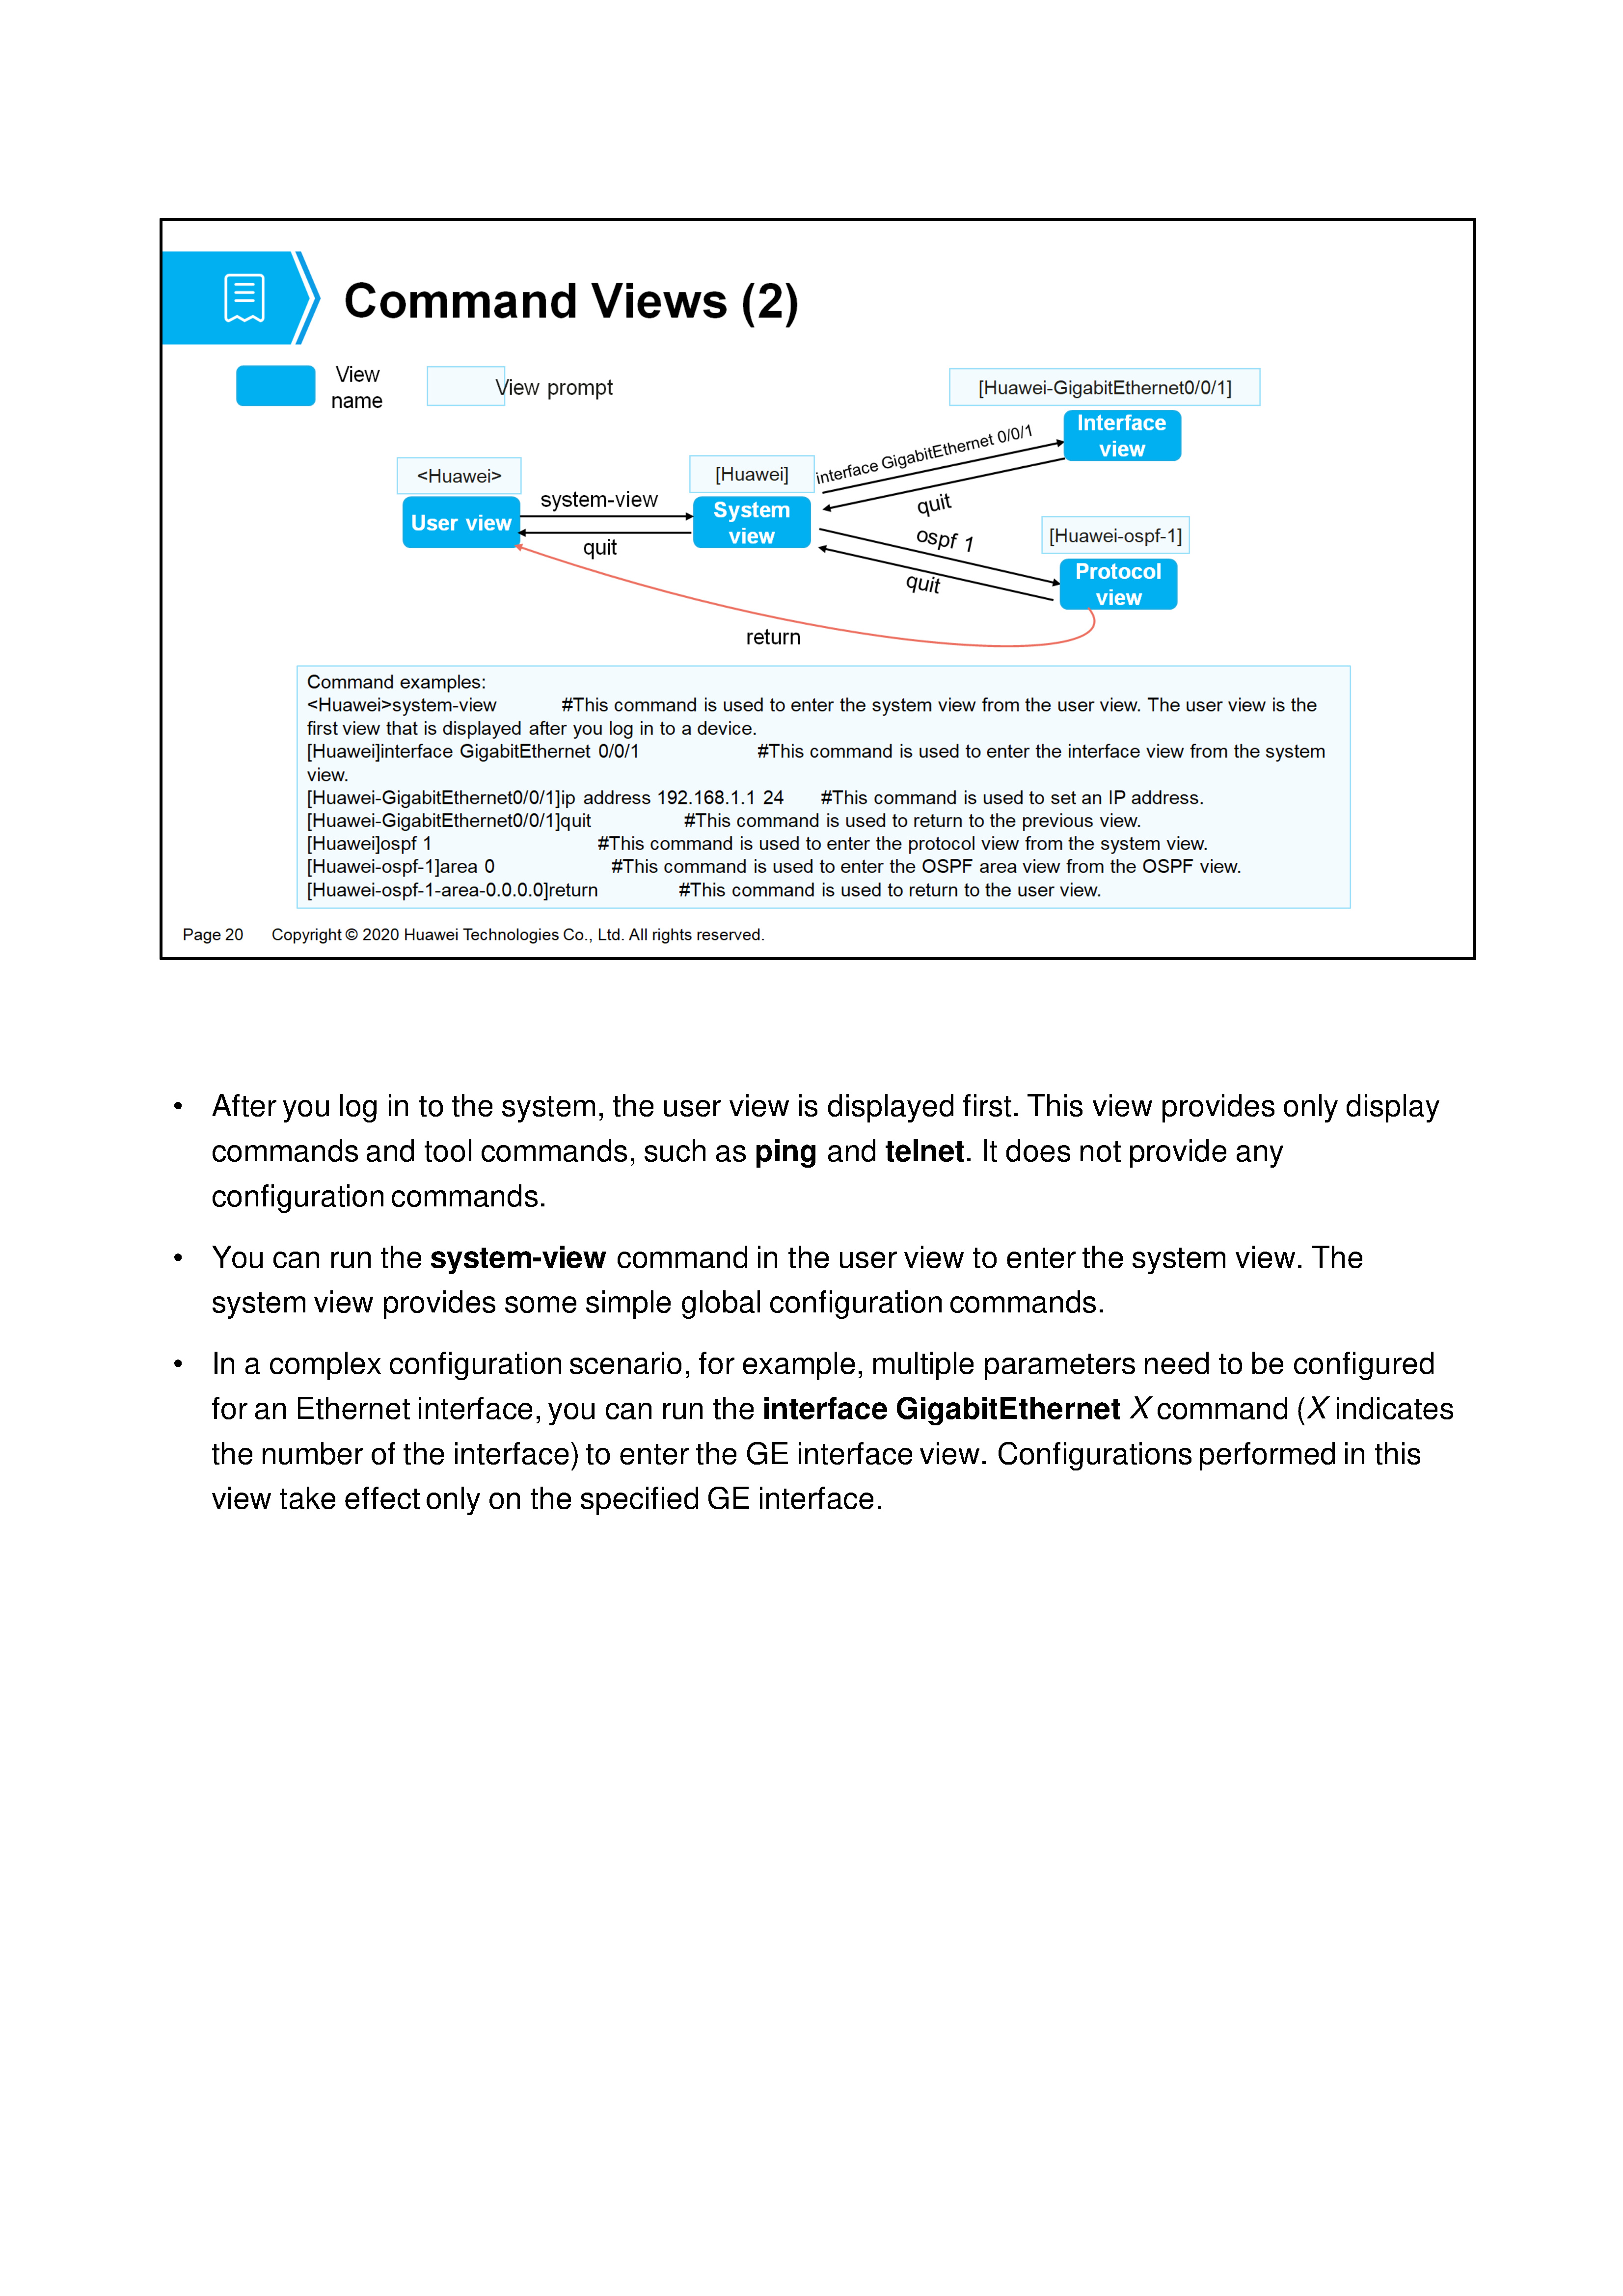 Command Views (2)
View
name
View prompt
[Huawei-GigabitEthernet0/0/1]
Interface
view
interface GigabitEthernet 0/0/1
quit
<Huawei>
User view
system-view
quit
[Huawei]
System
view
ospf 1
quit
[Huawei-ospf-1]
Protocol
view
return
Command examples:
<Huawei>system-view #This command is used to enter the system view from the user view. The user view is the
first view that is displayed after you log in to a device.
[Huawei]interface GigabitEthernet 0/0/1 #This command is used to enter the interface view from the system
view.
[Huawei-GigabitEthernet0/0/1]ip address 192.168.1.1 24 #This command is used to set an IP address.
[Huawei-GigabitEthernet0/0/1]quit #This command is used to return to the previous view.
[Huawei]ospf 1 #This command is used to enter the protocol view from the system view.
[Huawei-ospf-1]area 0 #This command is used to enter the OSPF area view from the OSPF view.
[Huawei-ospf-1-area-0.0.0.0]return #This command is used to return to the user view.
Page 20 Copyright © 2020 Huawei Technologies Co., Ltd. All rights reserved.
• After you log in to the system, the user view is displayed first. This view provides only display
commands and tool commands, such as ping and telnet. It does not provide any
configuration commands.
• You can run the system-view command in the user view to enter the system view. The
system view provides some simple global configuration commands.
• In a complex configuration scenario, for example, multiple parameters need to be configured
for an Ethernet interface, you can run the interface GigabitEthernet X command (X indicates
the number of the interface) to enter the GE interface view. Configurations performed in this
view take effect only on the specified GE interface.